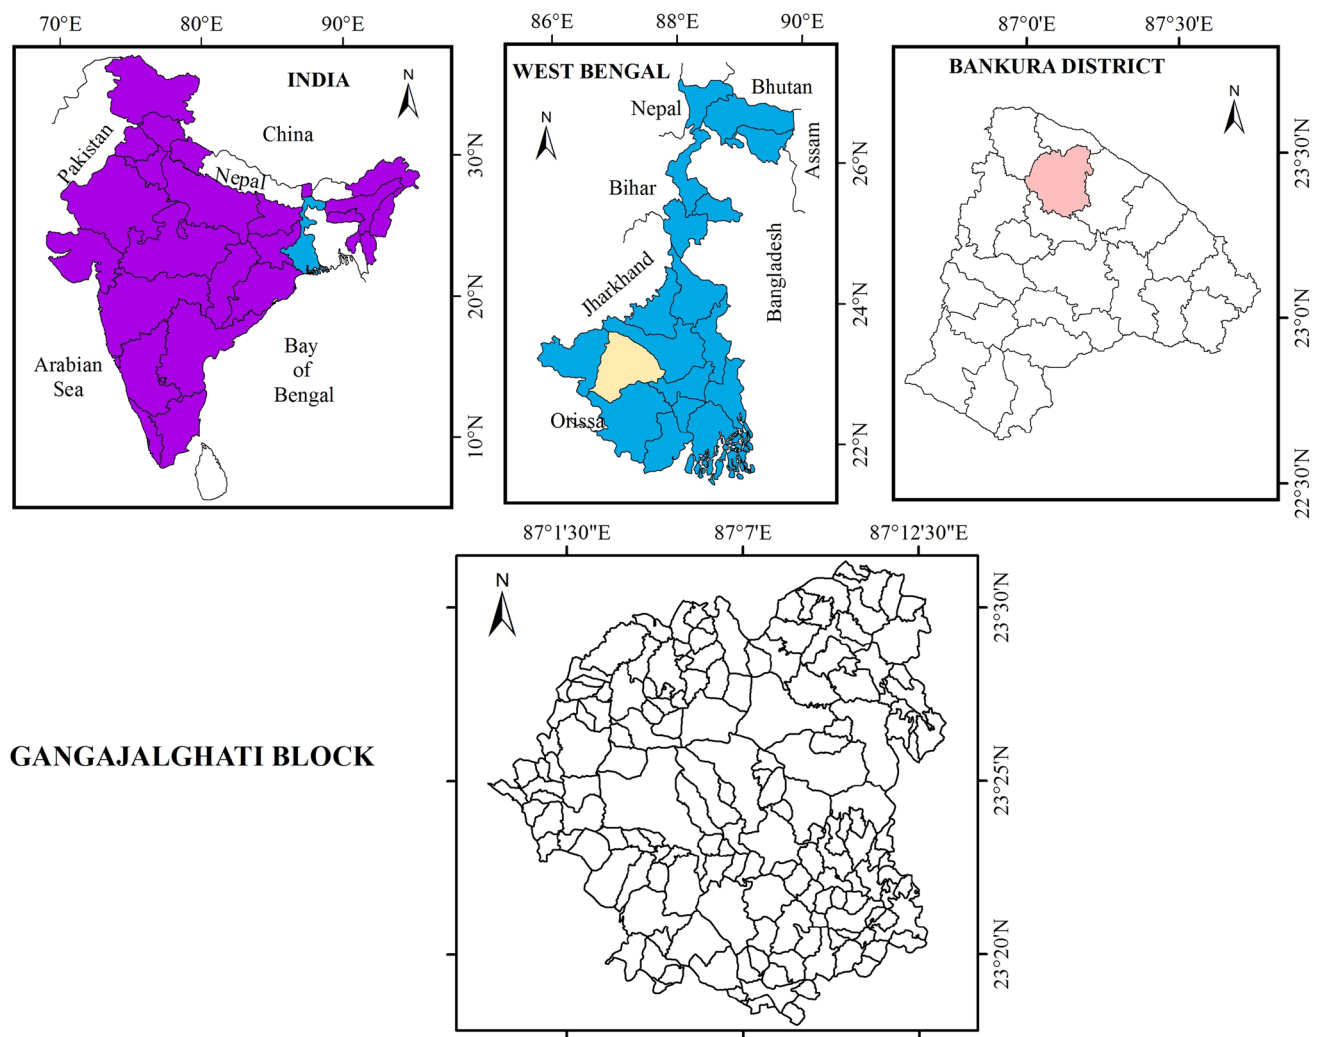 70°E 80°E 90°E
INDIA
N
China
Pakistan
Nepal
Arabian
Sea
Bay
of
Bengal
30°N
20°N
10°N
86°E 88°E 90°E
WEST BENGAL
N
Nepal
Bhutan
Assam
Bihar
Jharkhand
Bangladesh
Orissa
26°N
24°N
22°N
87°0'E 87°30'E
BANKURA DISTRICT
N
23°30'N
23°0'N
22°30'N
87°1'30"E 87°7'E 87°12'30"E
N
23°30'N
23°25'N
23°20'N
GANGAJALGHATI BLOCK